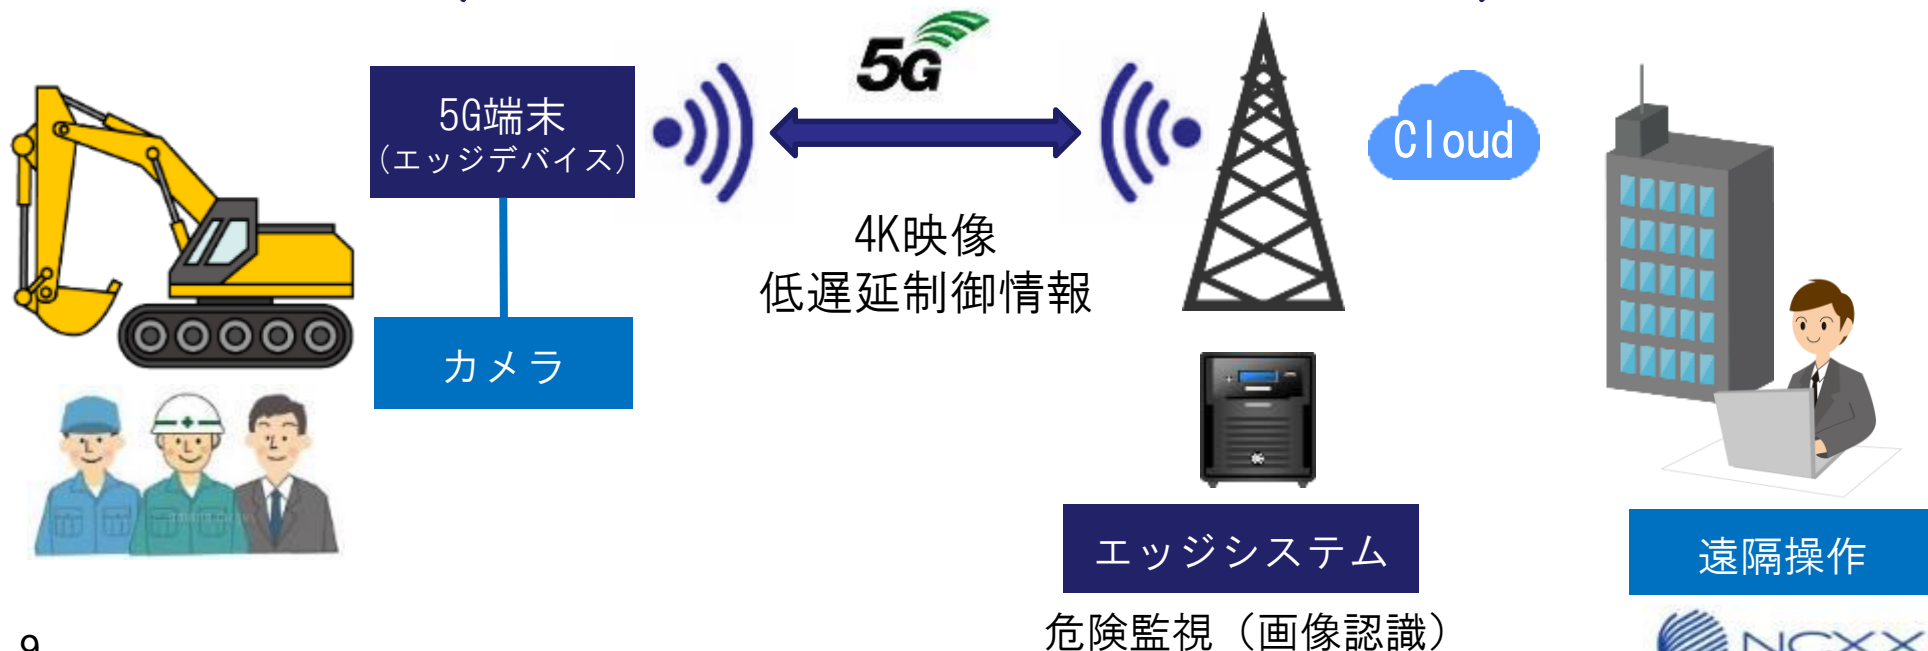 5G
5G端末
(エッジデバイス)
Cloud
4K映像
低遅延制御情報
カメラ
エッジシステム
遠隔操作
危険監視（画像認識）
9
NCXX